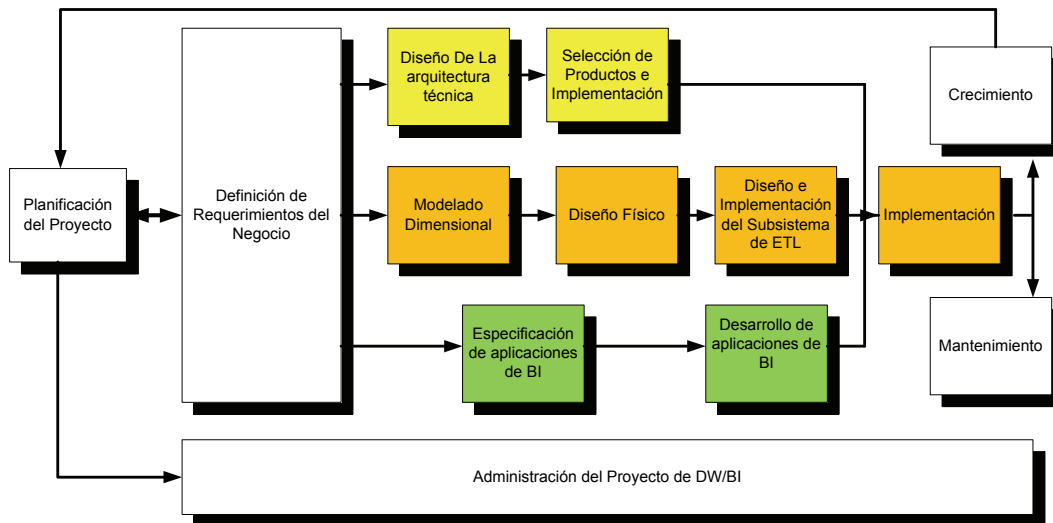 Diseño De La
arquitectura
técnica
Selección de
Productos e
Implementación
Crecimiento
Planificación
del Proyecto
Definición de
Requerimientos del
Negocio
Modelado
Dimensional
Diseño Físico
Diseño e
Implementación
del Subsistema
de ETL
Implementación
Especificación
de aplicaciones
de BI
Desarrollo de
aplicaciones de
BI
Mantenimiento
Administración del Proyecto de DW/BI